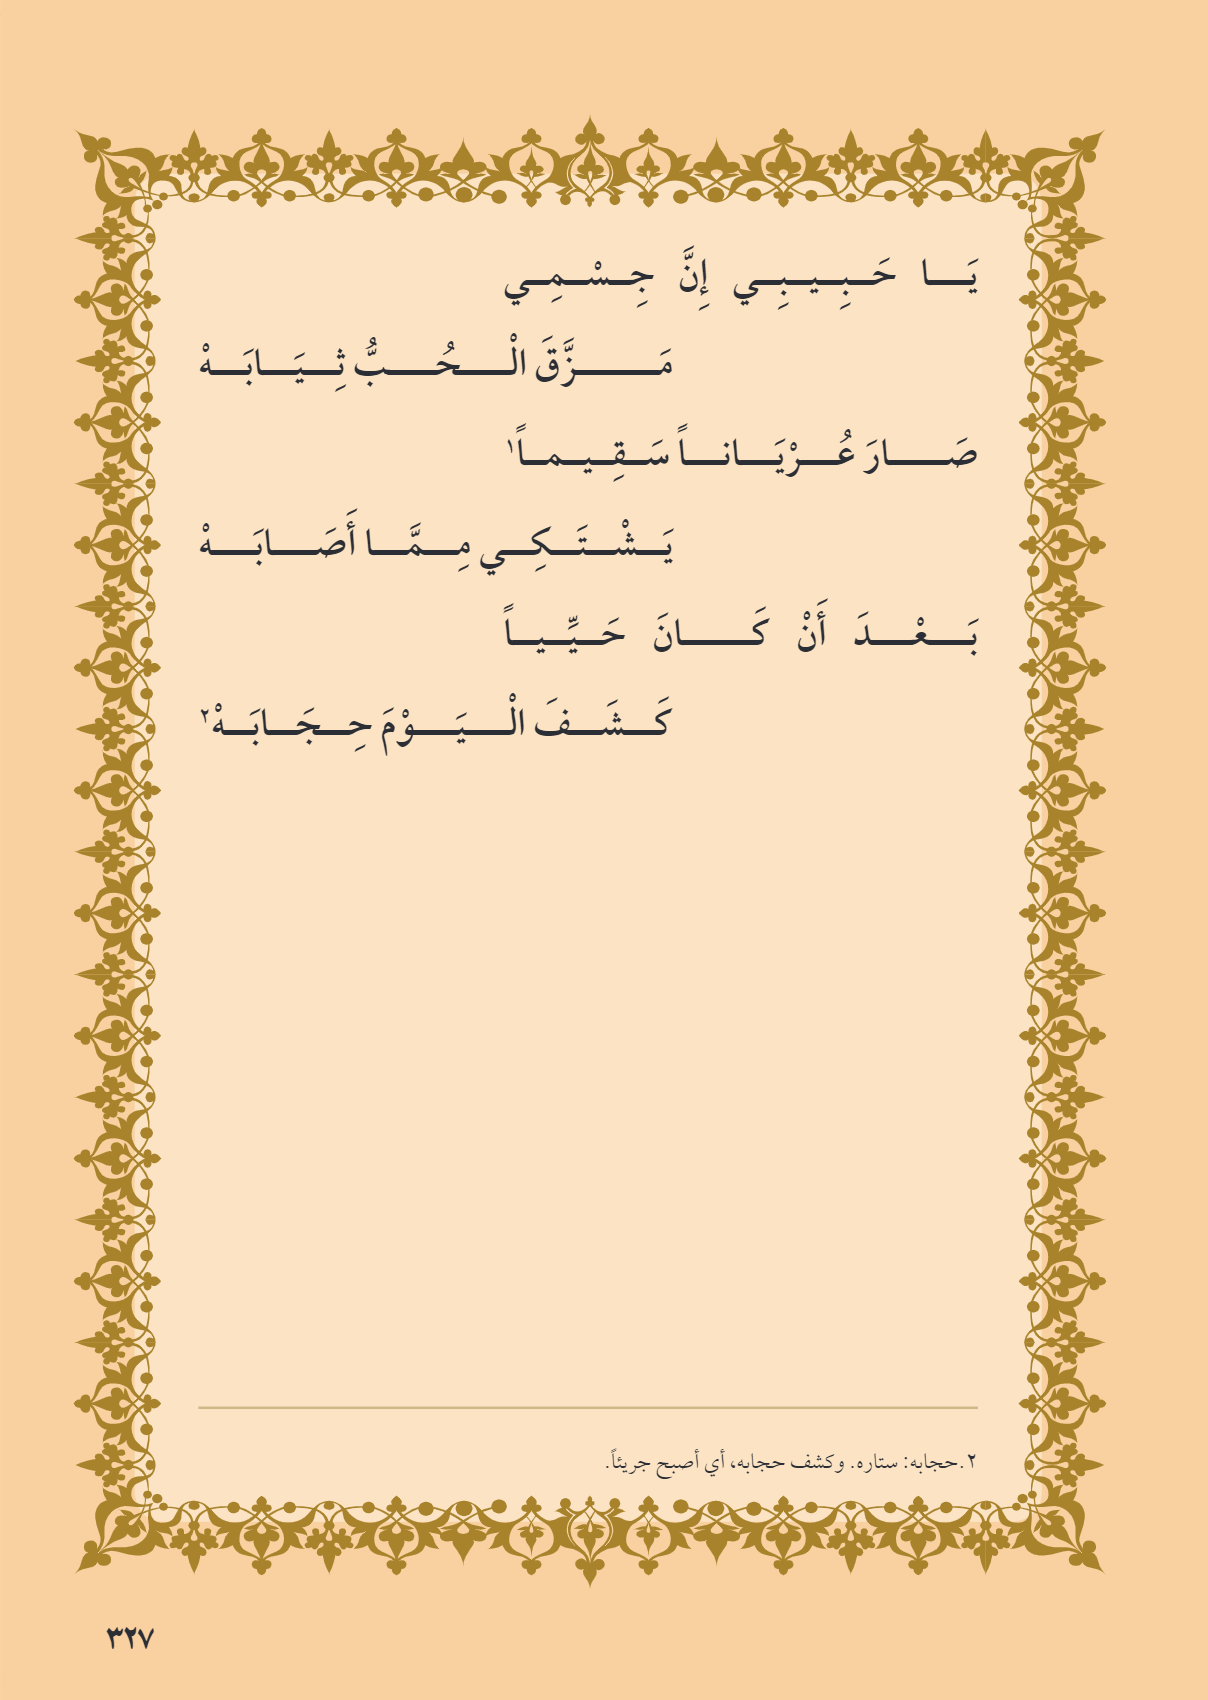 يَا حَبِيبِي إِنَّ جِسْمِي
مَزَّقَ الْحُبُّ ثِيَابَهْ
صَارَ عُرْيَاناً سَقِيماً١
يَشْتَكِي مِمَّا أَصَابَهْ
بَعْدَ أَنْ كَانَ حَيِّياً
كَشَفَ الْيَوْمَ حِجَابَهْ٢
٢.حجابه: ستاره. وكشف حجابه، أي أصبح جريئاً.
٣٢٧